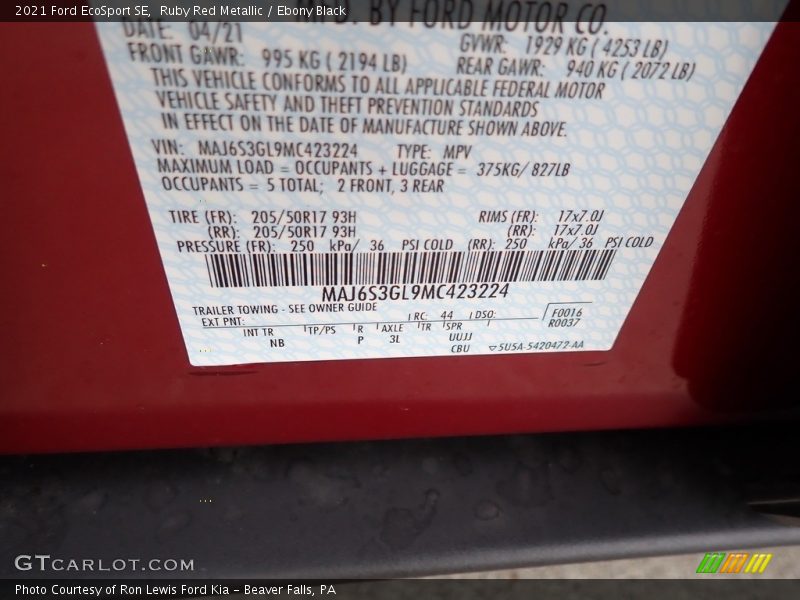 2021 Ford EcoSport SE, Ruby Red Metallic / Ebony Black
BY FORD MOTOR CO.
DATE: 04/21 GVWR: 1929 KG ( 4253 LB)
FRONT GAWR: 995 KG ( 2194 LB) REAR GAWR: 940 KG ( 2072 LB)
THIS VEHICLE CONFORMS TO ALL APPLICABLE FEDERAL MOTOR
VEHICLE SAFETY AND THEFT PREVENTION STANDARDS
IN EFFECT ON THE DATE OF MANUFACTURE SHOWN ABOVE.
VIN: MAJ6S3GL9MC423224 TYPE: MPV
MAXIMUM LOAD = OCCUPANTS + LUGGAGE = 375KG/ 827LB
OCCUPANTS = 5 TOTAL; 2 FRONT, 3 REAR
TIRE (FR): 205/50R17 93H RIMS (FR): 17x7.0J
(RR): 205/50R17 93H (RR): 17x7.0J
PRESSURE (FR): 250 kPa/ 36 PSI COLD (RR): 250 kPa/ 36 PSI COLD
MAJ6S3GL9MC423224
TRAILER TOWING - SEE OWNER GUIDE
EXT PNT: RC: 44 DSO: F0016
R0037
INT TR TP/PS R AXLE TR SPR
NB P 3L UUJJ
CBU ▽5U5A-5420472-AA
GTCARLOT.COM
Photo Courtesy of Ron Lewis Ford Kia – Beaver Falls, PA